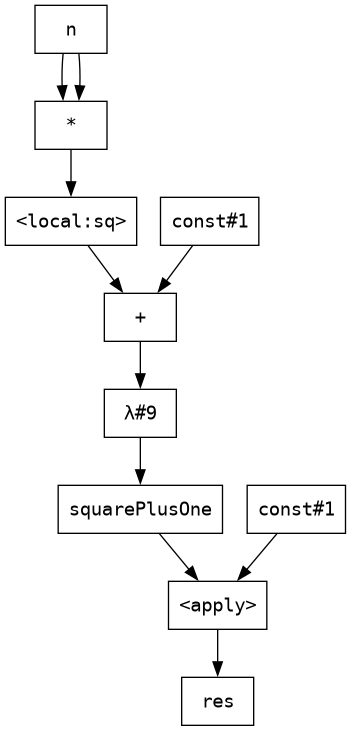 n
*
<local:sq>
const#1
+
λ#9
squarePlusOne
const#1
<apply>
res